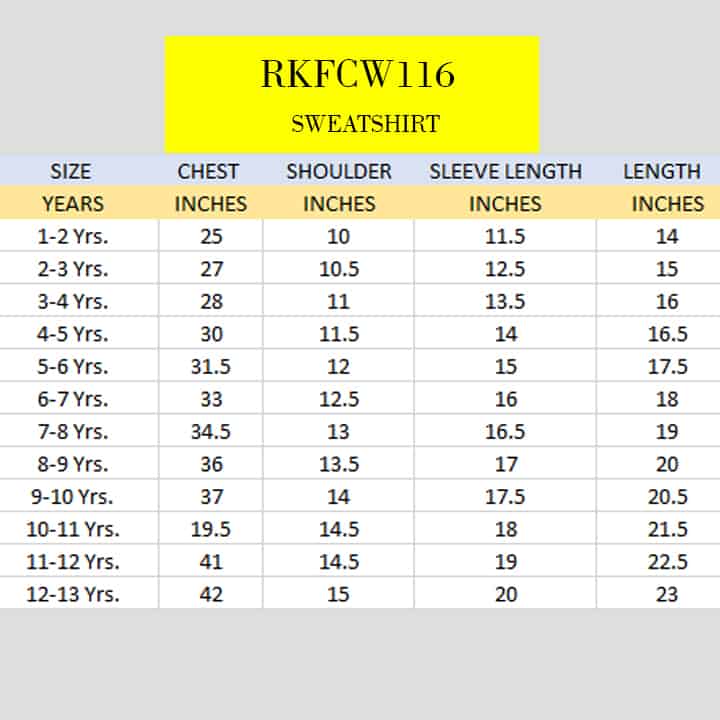 RKFCW116
SWEATSHIRT
SIZE CHEST SHOULDER SLEEVE LENGTH LENGTH
YEARS INCHES INCHES INCHES INCHES
1-2 Yrs. 25 10 11.5 14
2-3 Yrs. 27 10.5 12.5 15
3-4 Yrs. 28 11 13.5 16
4-5 Yrs. 30 11.5 14 16.5
5-6 Yrs. 31.5 12 15 17.5
6-7 Yrs. 33 12.5 16 18
7-8 Yrs. 34.5 13 16.5 19
8-9 Yrs. 36 13.5 17 20
9-10 Yrs. 37 14 17.5 20.5
10-11 Yrs. 19.5 14.5 18 21.5
11-12 Yrs. 41 14.5 19 22.5
12-13 Yrs. 42 15 20 23